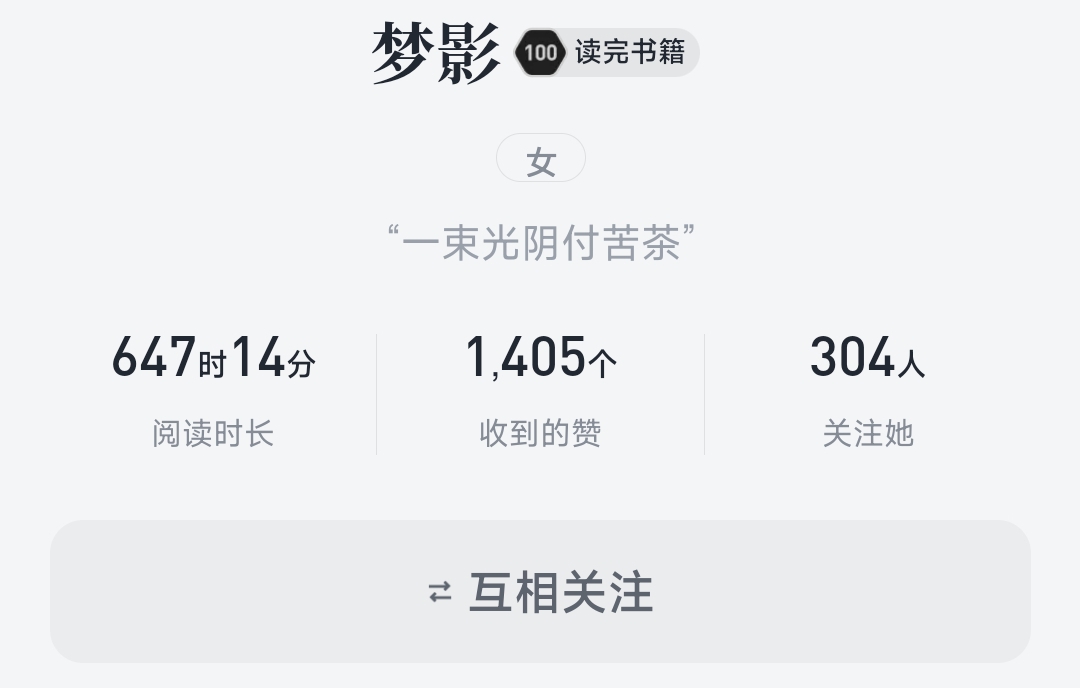 梦影 100 读完书籍
女
“一束光阴付苦茶”
647时14分 1,405个 304人
阅读时长 收到的赞 关注她
互相关注